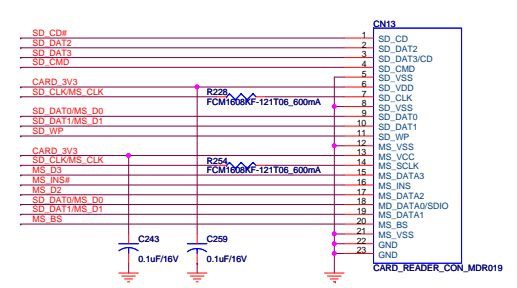 CN13
SD_CD# 1 SD_CD
SD_DAT2 2 SD_DAT2
SD_DAT3 3 SD_DAT3/CD
SD_CMD 4 SD_CMD
5 SD_VSS
CARD_3V3 6 SD_VDD
SD_CLK/MS_CLK R228 7 SD_CLK
FCM1608KF-121T06_600mA 8 SD_VSS
SD_DAT0/MS_D0 9 SD_DAT0
SD_DAT1/MS_D1 10 SD_DAT1
SD_WP 11 SD_WP
12 MS_VSS
CARD_3V3 13 MS_VCC
SD_CLK/MS_CLK R254 14 MS_SCLK
MS_D3 FCM1608KF-121T06_600mA 15 MS_DATA3
MS_INS# 16 MS_INS
MS_D2 17 MS_DATA2
SD_DAT0/MS_D0 18 MD_DATA0/SDIO
SD_DAT1/MS_D1 19 MS_DATA1
MS_BS 20 MS_BS
21 MS_VSS
C243 C259 22 GND
23 GND
0.1uF/16V 0.1uF/16V
CARD_READER_CON_MDR019